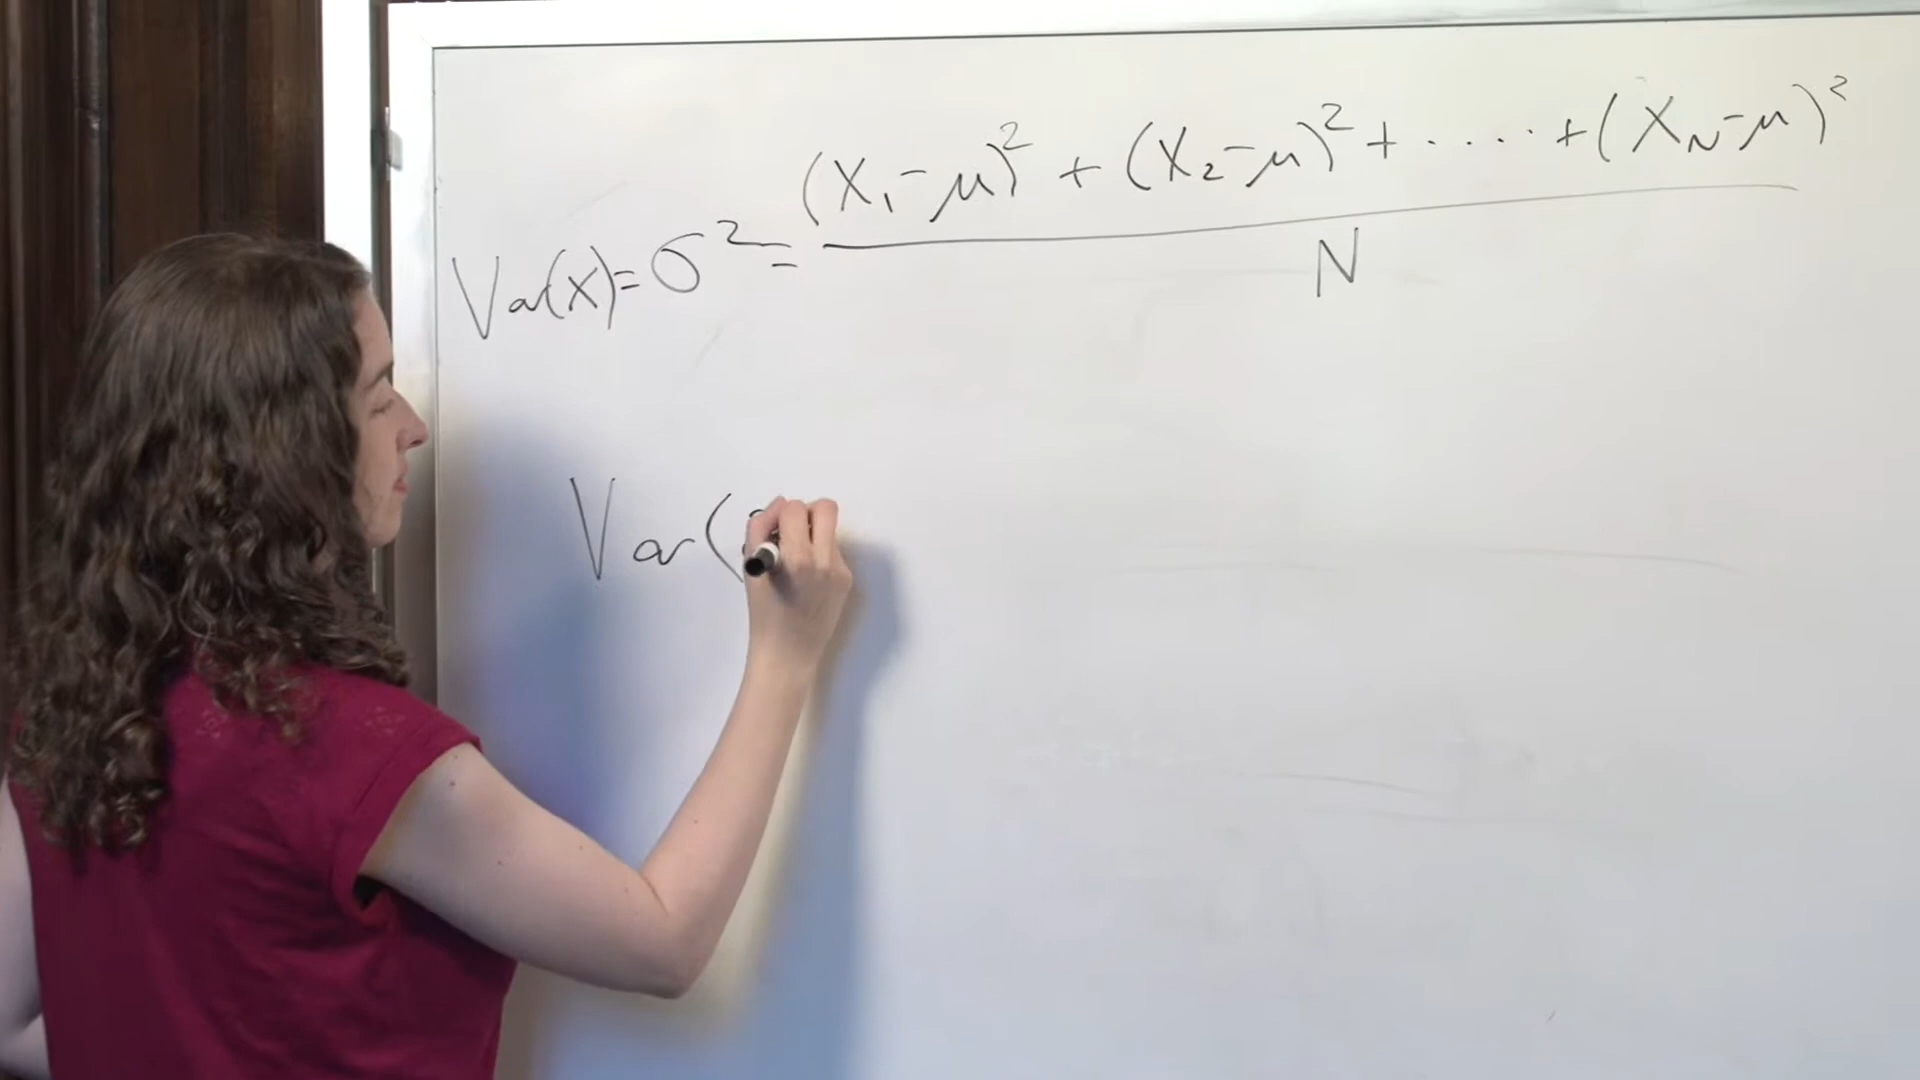 Var(x)=σ²= (X₁-μ)² + (X₂-μ)² + ..... + (X_N-μ)²
N
Var(